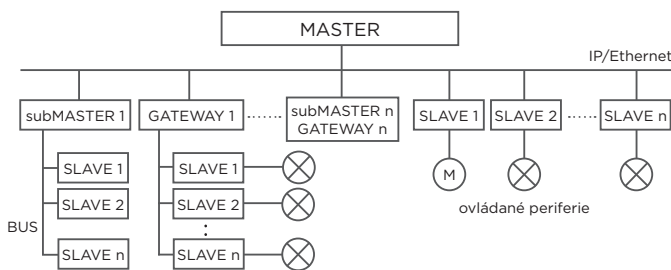 MASTER
IP/Ethernet
subMASTER 1
GATEWAY 1
subMASTER n
GATEWAY n
SLAVE 1
SLAVE 2
SLAVE n
SLAVE 1
SLAVE 1
M
SLAVE 2
SLAVE 2
ovládané periferie
BUS
SLAVE n
SLAVE n